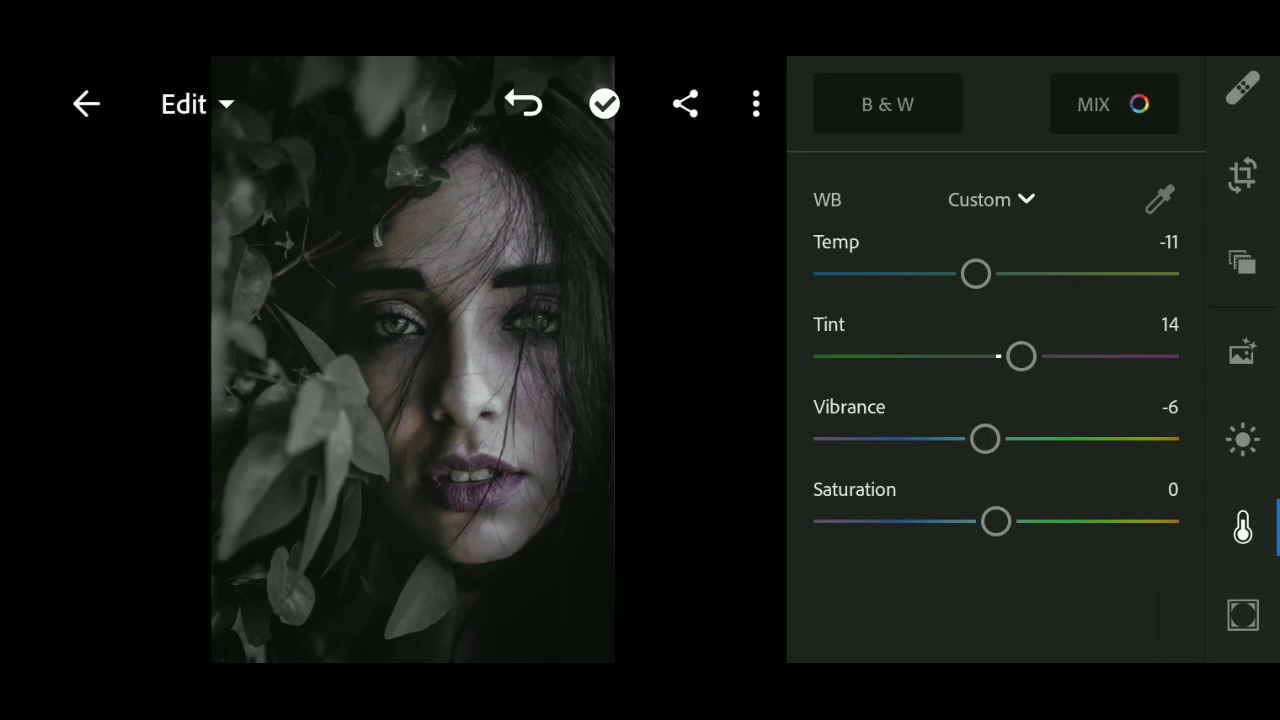 Edit
B & W
MIX
WB
Custom
Temp
-11
Tint
14
Vibrance
-6
Saturation
0